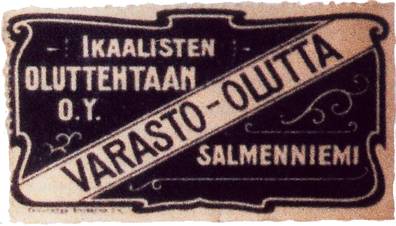 IKAALISTEN
OLUTTEHTAAN
O.Y.
VARASTO-OLUTTA
SALMENNIEMI